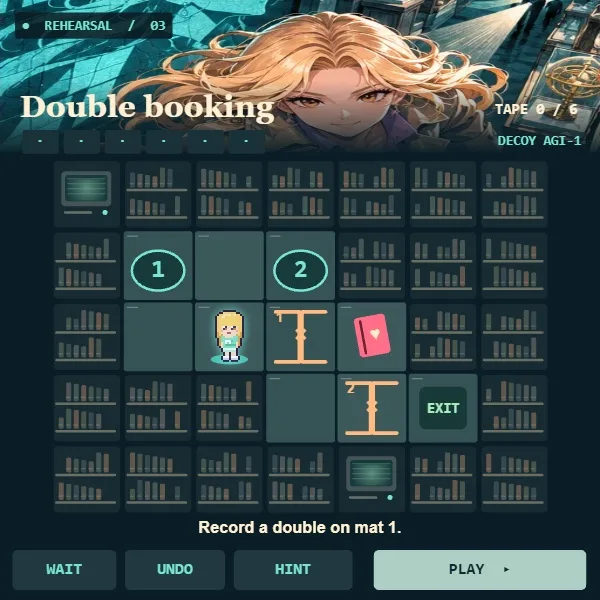 ● REHEARSAL / 03
Double booking
TAPE 0 / 6
- - - - - -
DECOY AGI-1
1
2
1
2
EXIT
Record a double on mat 1.
WAIT
UNDO
HINT
PLAY ▸